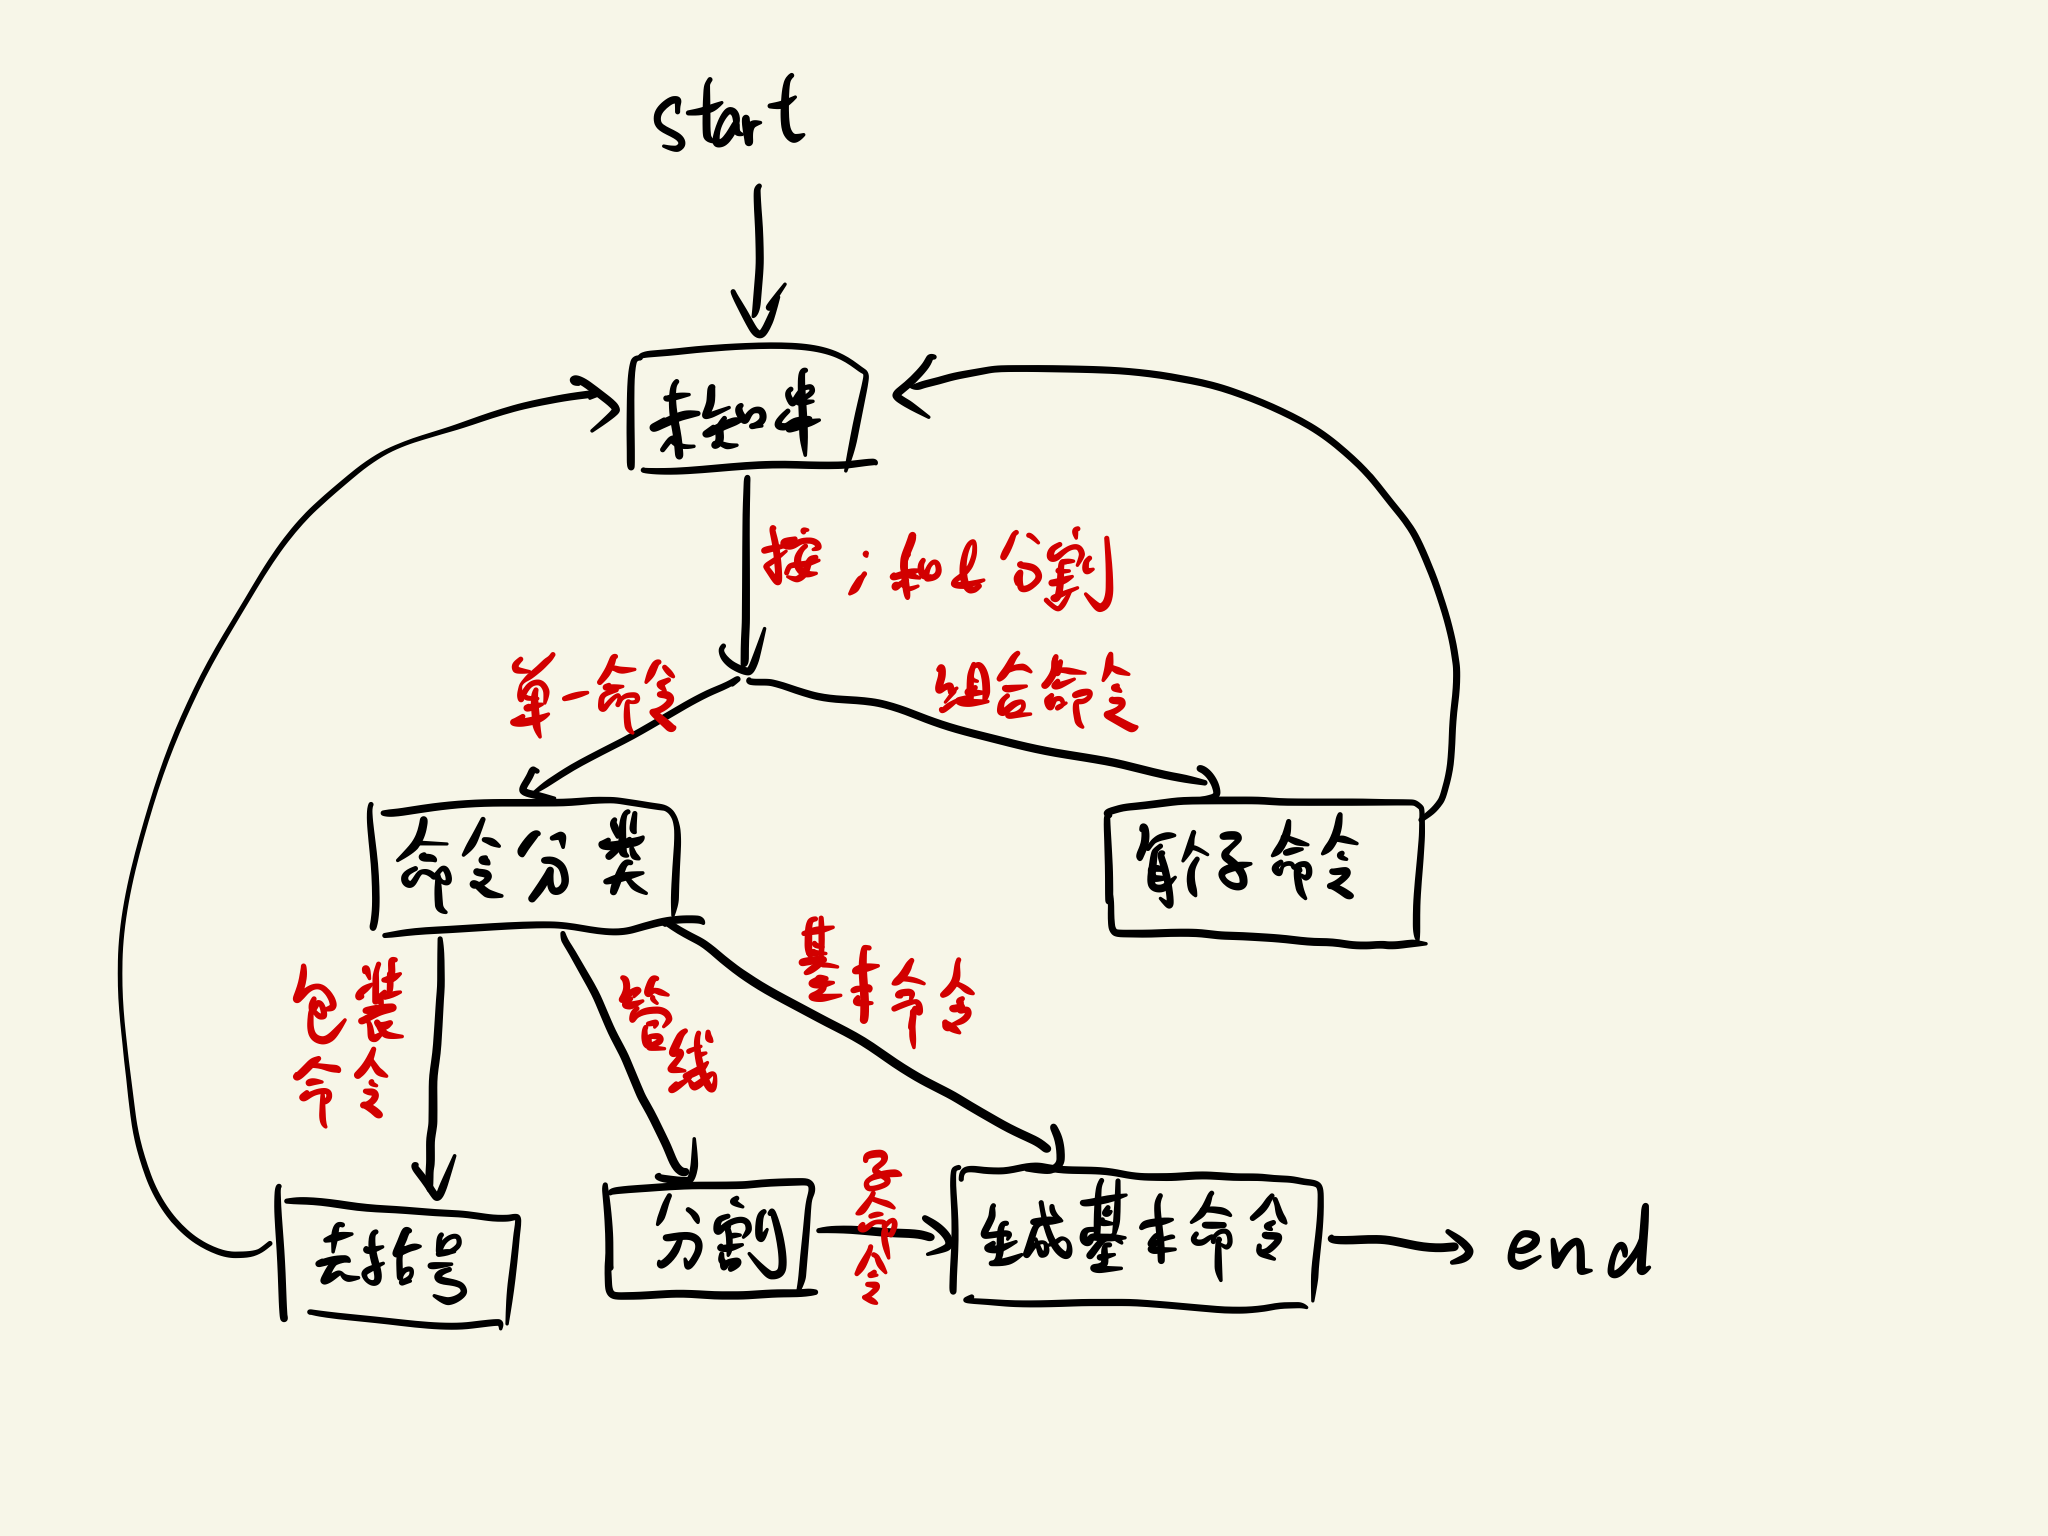 start
未知串
按;和&分割
单一命令
组合命令
命令分类
每个子命令
包装
命令
管线
基本命令
去括号
分割
子命令
生成基本命令
end